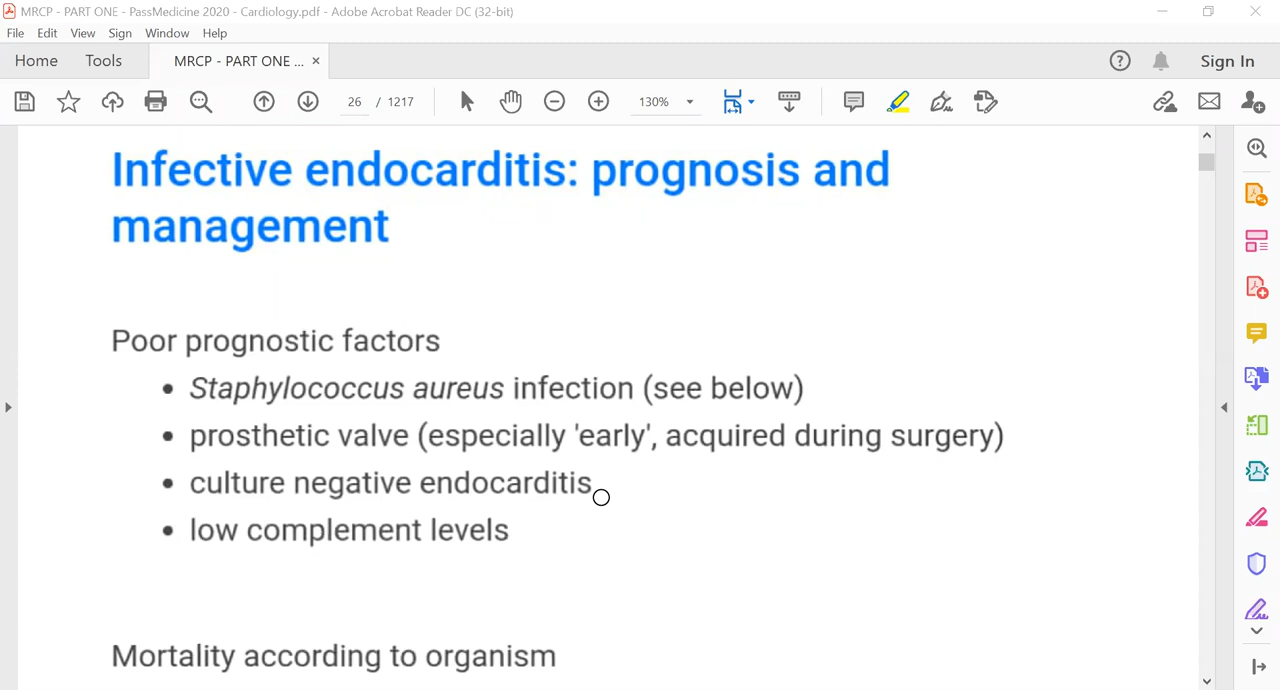 MRCP - PART ONE - PassMedicine 2020 - Cardiology.pdf - Adobe Acrobat Reader DC (32-bit)
File Edit View Sign Window Help
Home Tools MRCP - PART ONE ... × Sign In
26 / 1217 130%
Infective endocarditis: prognosis and
management
Poor prognostic factors
• Staphylococcus aureus infection (see below)
• prosthetic valve (especially 'early', acquired during surgery)
• culture negative endocarditis
• low complement levels
Mortality according to organism